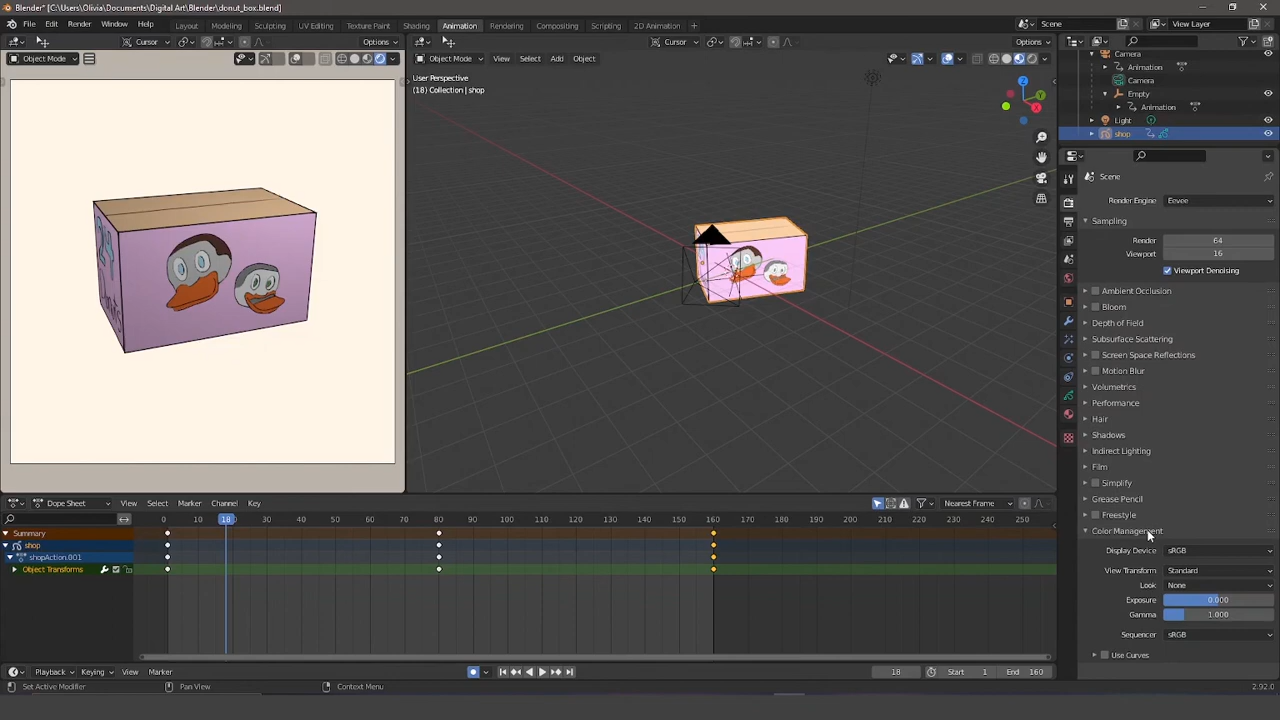 Blender* [C:\Users\Olivia\Documents\Digital Art\Blender\donut_box.blend]
File Edit Render Window Help Layout Modeling Sculpting UV Editing Texture Paint Shading Animation Rendering Compositing Scripting 2D Animation + Scene View Layer
Cursor Options
Object Mode
Cursor Options
Object Mode View Select Add Object
User Perspective
(18) Collection | shop
Z
Y
X
Camera
Animation
Camera
Empty
Animation
Light
shop
Scene
Render Engine Eevee
Sampling
Render 64
Viewport 16
Viewport Denoising
Ambient Occlusion
Bloom
Depth of Field
Subsurface Scattering
Screen Space Reflections
Motion Blur
Volumetrics
Performance
Hair
Shadows
Indirect Lighting
Film
Simplify
Grease Pencil
Freestyle
Color Management
Display Device sRGB
View Transform Standard
Look None
Exposure 0.000
Gamma 1.000
Sequencer sRGB
Use Curves
Dope Sheet View Select Marker Channel Key Nearest Frame
0 10 18 30 40 50 60 70 80 90 100 110 120 130 140 150 160 170 180 190 200 210 220 230 240 250
Summary
shop
shopAction.001
Object Transforms
Playback Keying View Marker 18 Start 1 End 160
Set Active Modifier Pan View Context Menu 2.92.0